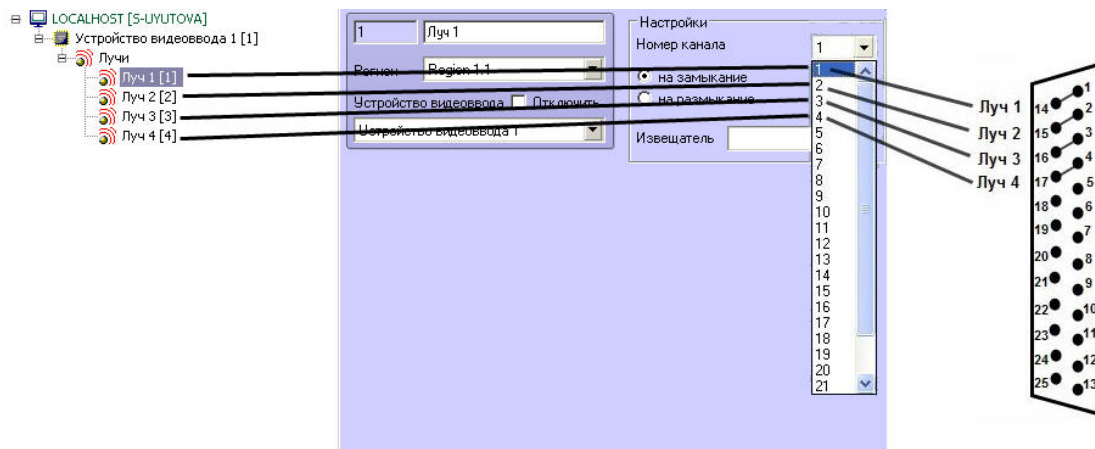 LOCALHOST [S-UYUTOVA]
Устройство видеоввода 1 [1]
Лучи
Луч 1 [1]
Луч 2 [2]
Луч 3 [3]
Луч 4 [4]
1
Луч 1
Регион
Region 1.1
Устройство видеоввода
Отключить
Устройство видеоввода 1
Настройки
Номер канала
1
на замыкание
на размыкание
Извещатель
1
2
3
4
5
6
7
8
9
10
11
12
13
14
15
16
17
18
19
20
21
Луч 1
Луч 2
Луч 3
Луч 4
14
15
16
17
18
19
20
21
22
23
24
25
1
2
3
4
5
6
7
8
9
10
11
12
13